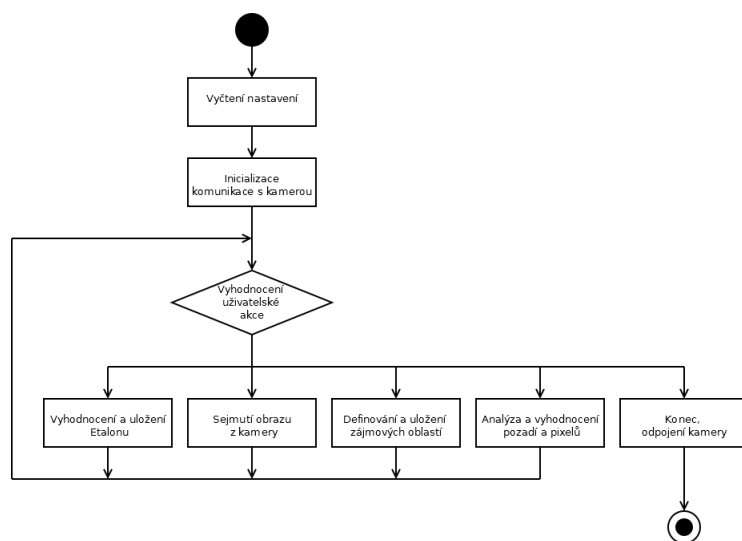 Vyčtení nastavení
Inicializace
komunikace s kamerou
Vyhodnocení
uživatelské
akce
Vyhodnocení a uložení
Etalonu
Sejmutí obrazu
z kamery
Definování a uložení
zájmových oblastí
Analýza a vyhodnocení
pozadí a pixelů
Konec,
odpojení kamery